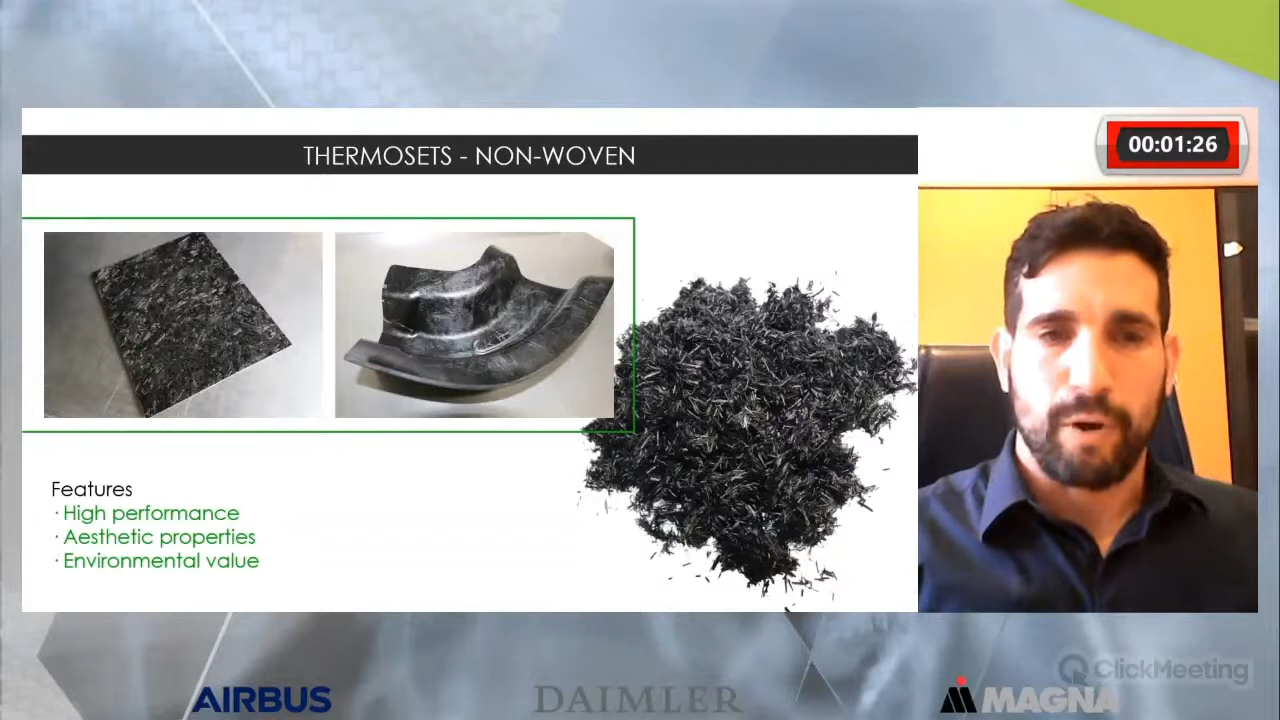 THERMOSETS - NON-WOVEN
00:01:26
Features
· High performance
· Aesthetic properties
· Environmental value
ClickMeeting
AIRBUS
DAIMLER
MAGNA